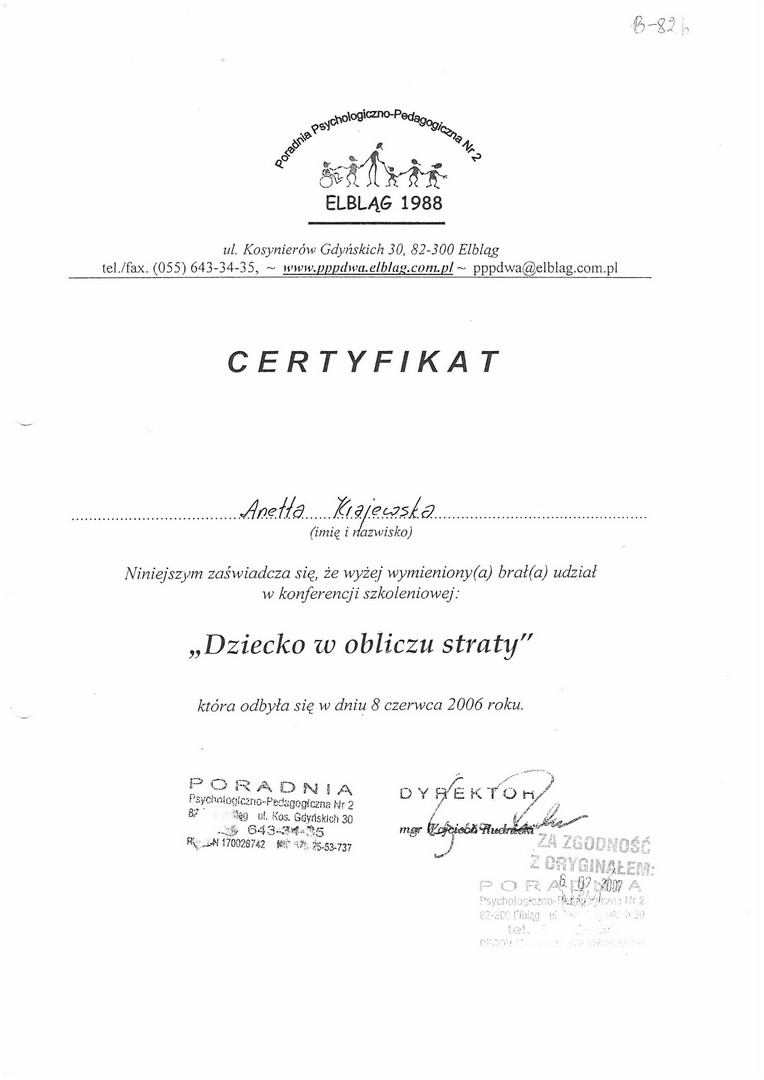 B-82b
Poradnia Psychologiczno-Pedagogiczna Nr 2
ELBLĄG 1988
ul. Kosynierów Gdyńskich 30, 82-300 Elbląg
tel./fax. (055) 643-34-35, ~ www.pppdwa.elblag.com.pl ~ pppdwa@elblag.com.pl
CERTYFIKAT
Anetta Krajewska
(imię i nazwisko)
Niniejszym zaświadcza się, że wyżej wymieniony(a) brał(a) udział
w konferencji szkoleniowej:
„Dziecko w obliczu straty”
która odbyła się w dniu 8 czerwca 2006 roku.
PORADNIA
Psychologiczno-Pedagogiczna Nr 2
ul. Kos. Gdyńskich 30
643-34-35
170026742
DYREKTOR
mgr Wojciech Rudnicki
ZA ZGODNOŚĆ
Z ORYGINAŁEM:
PORADNIA
Psychologiczno-Pedagogiczna Nr 2
82-300 Elbląg
tel.